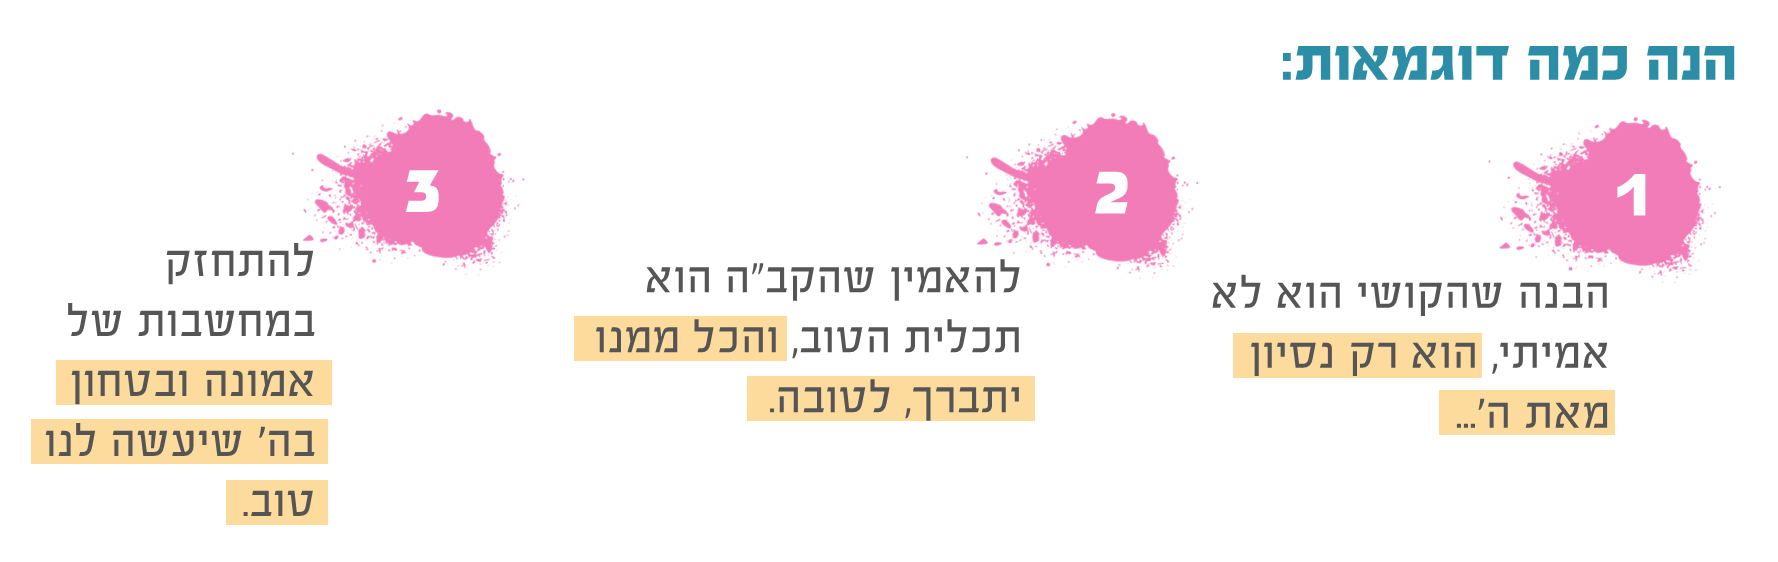 הנה כמה דוגמאות:
1
הבנה שהקושי הוא לא
אמיתי, הוא רק נסיון
מאת ה'...
2
להאמין שהקב"ה הוא
תכלית הטוב, והכל ממנו
יתברך, לטובה.
3
להתחזק
במחשבות של
אמונה ובטחון
בה' שיעשה לנו
טוב.